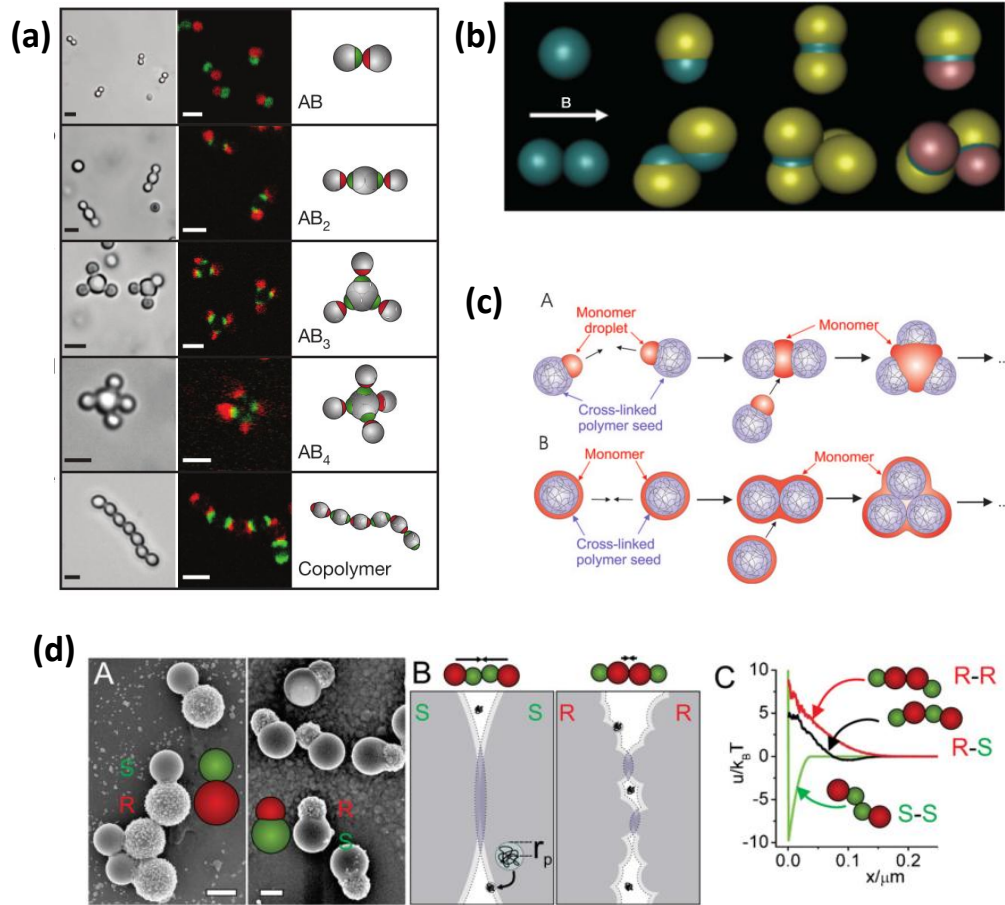 (a)
AB
AB2
AB3
AB4
Copolymer
(b)
B
(c)
A
Monomer
droplet
Monomer
Cross-linked
polymer seed
...
B
Monomer
Monomer
Cross-linked
polymer seed
...
(d)
A
S
R
R
S
B
S
S
rp
R
R
C
u/kBT
10
5
0
-5
-10
0.0
0.1
0.2
x/μm
R-R
R-S
S-S